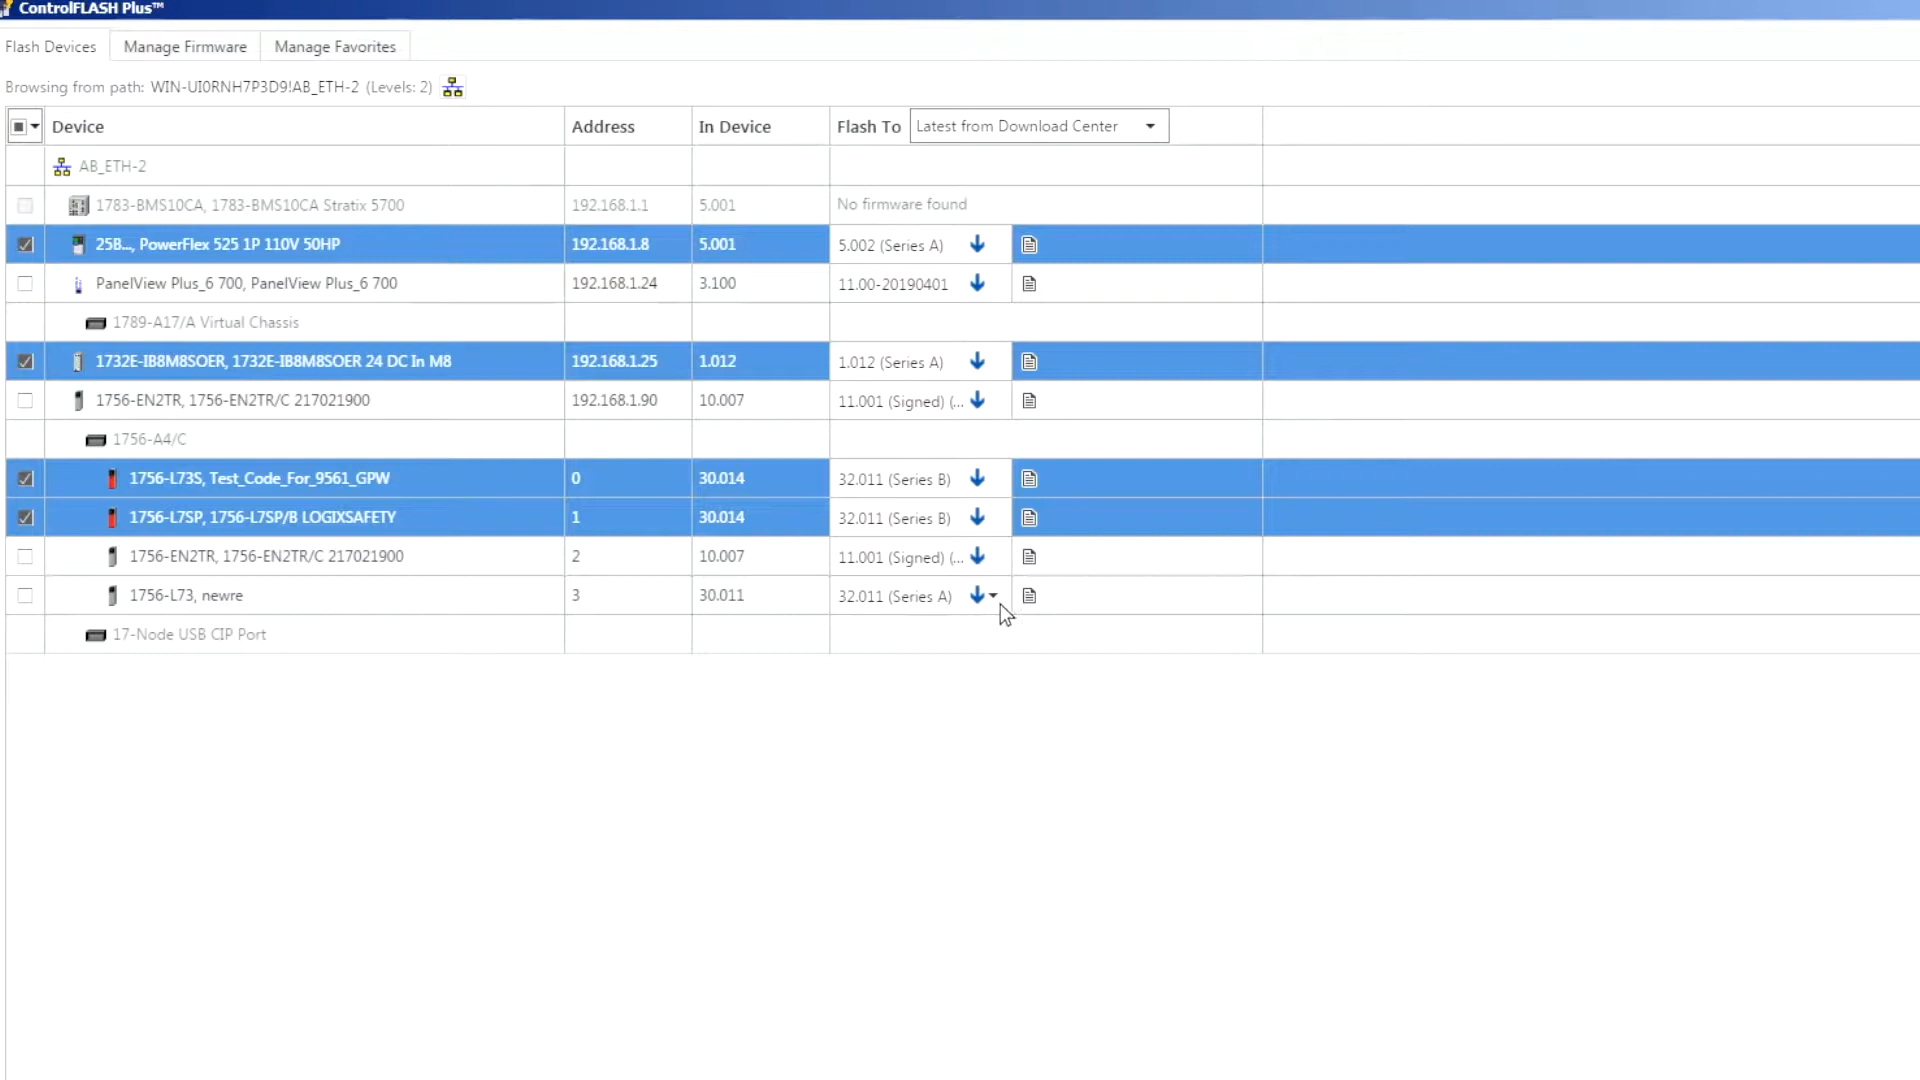 ControlFLASH Plus™
Flash Devices Manage Firmware Manage Favorites
Browsing from path: WIN-UI0RNH7P3D9!AB_ETH-2 (Levels: 2)
Device Address In Device Flash To Latest from Download Center
AB_ETH-2
1783-BMS10CA, 1783-BMS10CA Stratix 5700 192.168.1.1 5.001 No firmware found
25B..., PowerFlex 525 1P 110V 50HP 192.168.1.8 5.001 5.002 (Series A)
PanelView Plus_6 700, PanelView Plus_6 700 192.168.1.24 3.100 11.00-20190401
1789-A17/A Virtual Chassis
1732E-IB8M8SOER, 1732E-IB8M8SOER 24 DC In M8 192.168.1.25 1.012 1.012 (Series A)
1756-EN2TR, 1756-EN2TR/C 217021900 192.168.1.90 10.007 11.001 (Signed) (...
1756-A4/C
1756-L73S, Test_Code_For_9561_GPW 0 30.014 32.011 (Series B)
1756-L7SP, 1756-L7SP/B LOGIXSAFETY 1 30.014 32.011 (Series B)
1756-EN2TR, 1756-EN2TR/C 217021900 2 10.007 11.001 (Signed) (...
1756-L73, newre 3 30.011 32.011 (Series A)
17-Node USB CIP Port